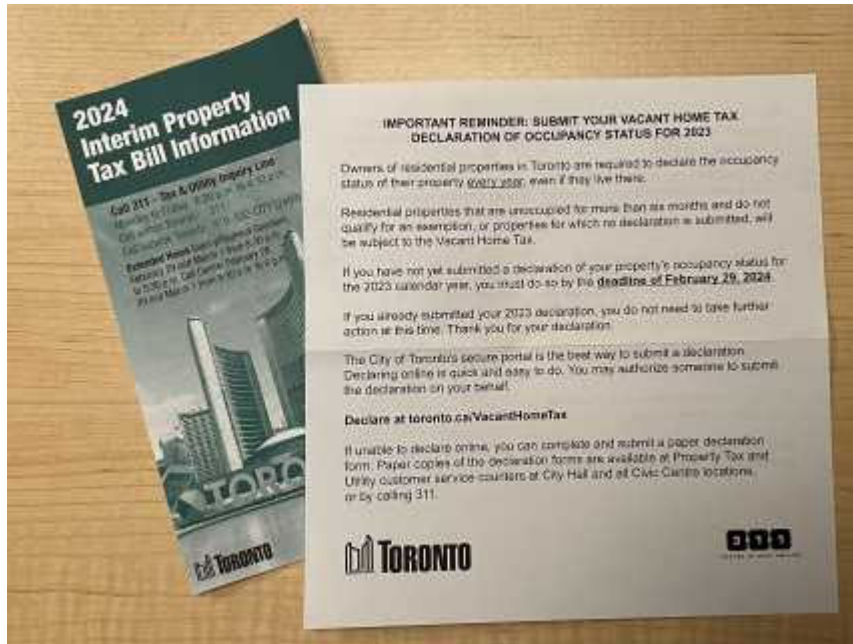 2024
Interim Property
Tax Bill Information
Call 311 - Tax & Utility Inquiry Line
IMPORTANT REMINDER: SUBMIT YOUR VACANT HOME TAX
DECLARATION OF OCCUPANCY STATUS FOR 2023
Owners of residential properties in Toronto are required to declare the occupancy
status of their property every year, even if they live there.
Residential properties that are unoccupied for more than six months and do not
qualify for an exemption, or properties for which no declaration is submitted, will
be subject to the Vacant Home Tax.
If you have not yet submitted a declaration of your property's occupancy status for
the 2023 calendar year, you must do so by the deadline of February 29, 2024.
If you already submitted your 2023 declaration, you do not need to take further
action at this time. Thank you for your declaration.
The City of Toronto's secure portal is the best way to submit a declaration.
Declaring online is quick and easy to do. You may authorize someone to submit
the declaration on your behalf.
Declare at toronto.ca/VacantHomeTax
If unable to declare online, you can complete and submit a paper declaration
form. Paper copies of the declaration forms are available at Property Tax and
Utility customer service counters at City Hall and all Civic Centre locations,
or by calling 311.
TORO
TORONTO
TORONTO
311